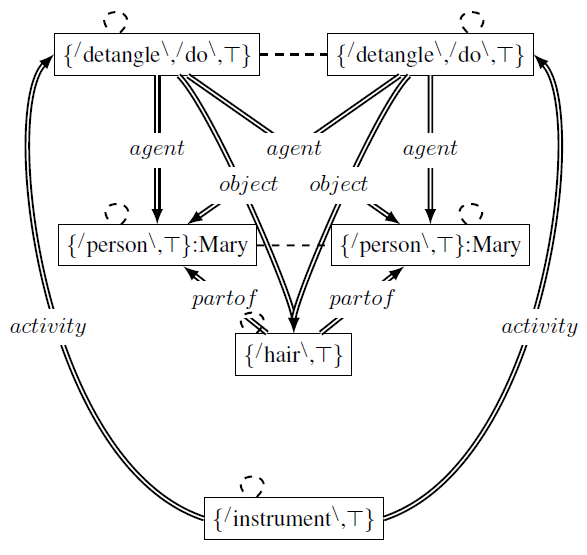 {/detangle\,/do\,⊤} {/detangle\,/do\,⊤}
agent agent agent
object object
{/person\,⊤}:Mary {/person\,⊤}:Mary
partof partof
activity activity
{/hair\,⊤}
{/instrument\,⊤}